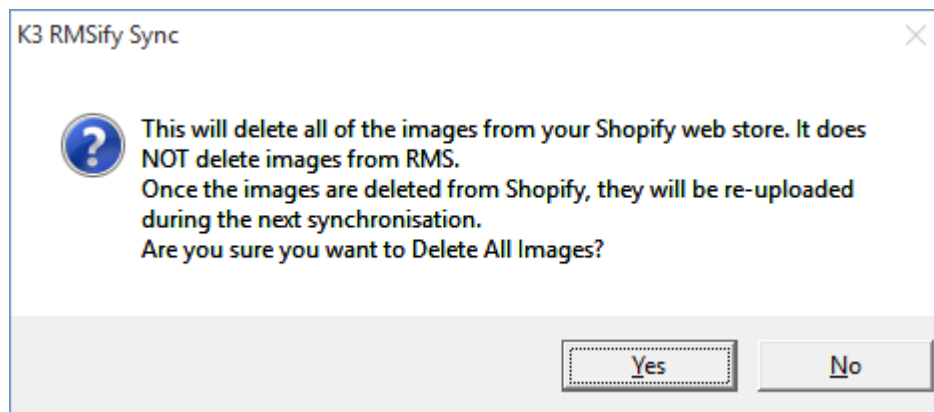 K3 RMSify Sync
This will delete all of the images from your Shopify web store. It does
NOT delete images from RMS.
Once the images are deleted from Shopify, they will be re-uploaded
during the next synchronisation.
Are you sure you want to Delete All Images?
Yes
No